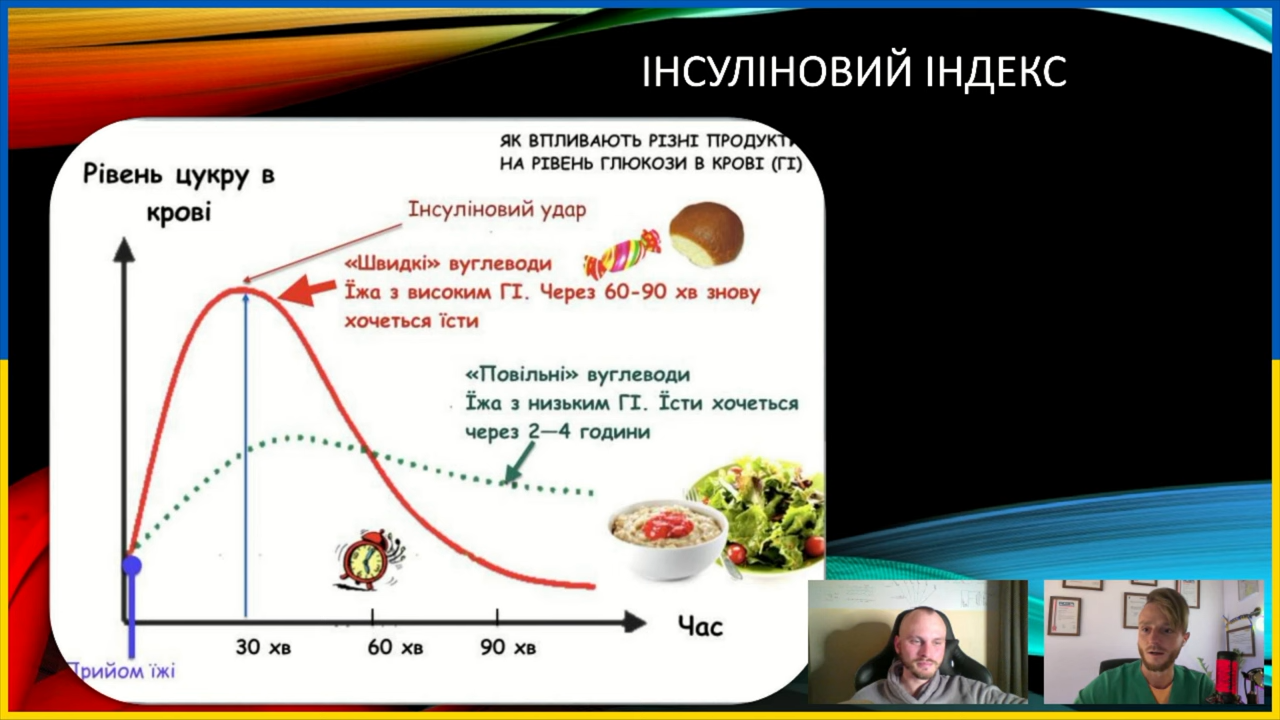 ІНСУЛІНОВИЙ ІНДЕКС
ЯК ВПЛИВАЮТЬ РІЗНІ ПРОДУКТИ
НА РІВЕНЬ ГЛЮКОЗИ В КРОВІ (ГІ)
Рівень цукру в
крові
Інсуліновий удар
«Швидкі» вуглеводи
Їжа з високим ГІ. Через 60-90 хв знову
хочеться їсти
«Повільні» вуглеводи
Їжа з низьким ГІ. Їсти хочеться
через 2—4 години
Час
30 хв
60 хв
90 хв
Прийом їжі